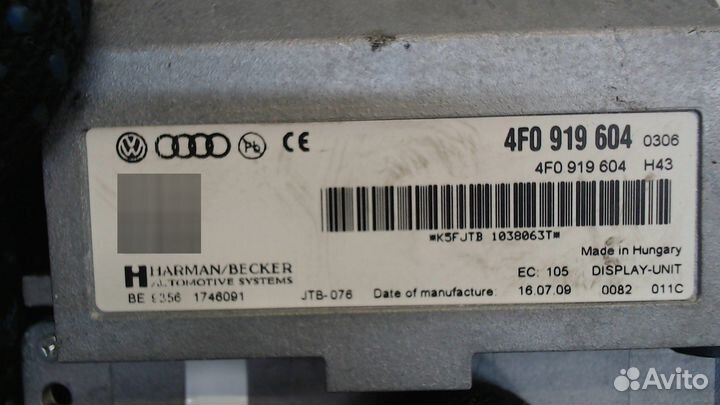 4F0 919 604 0306
4F0 919 604 H43
Pb CE
*K5FJTB 1038063T*
Made in Hungary
HARMAN/BECKER
AUTOMOTIVE SYSTEMS
EC: 105 DISPLAY-UNIT
BE 9356 1746091 JTB-076 Date of manufacture: 16.07.09 0082 011C
Avito